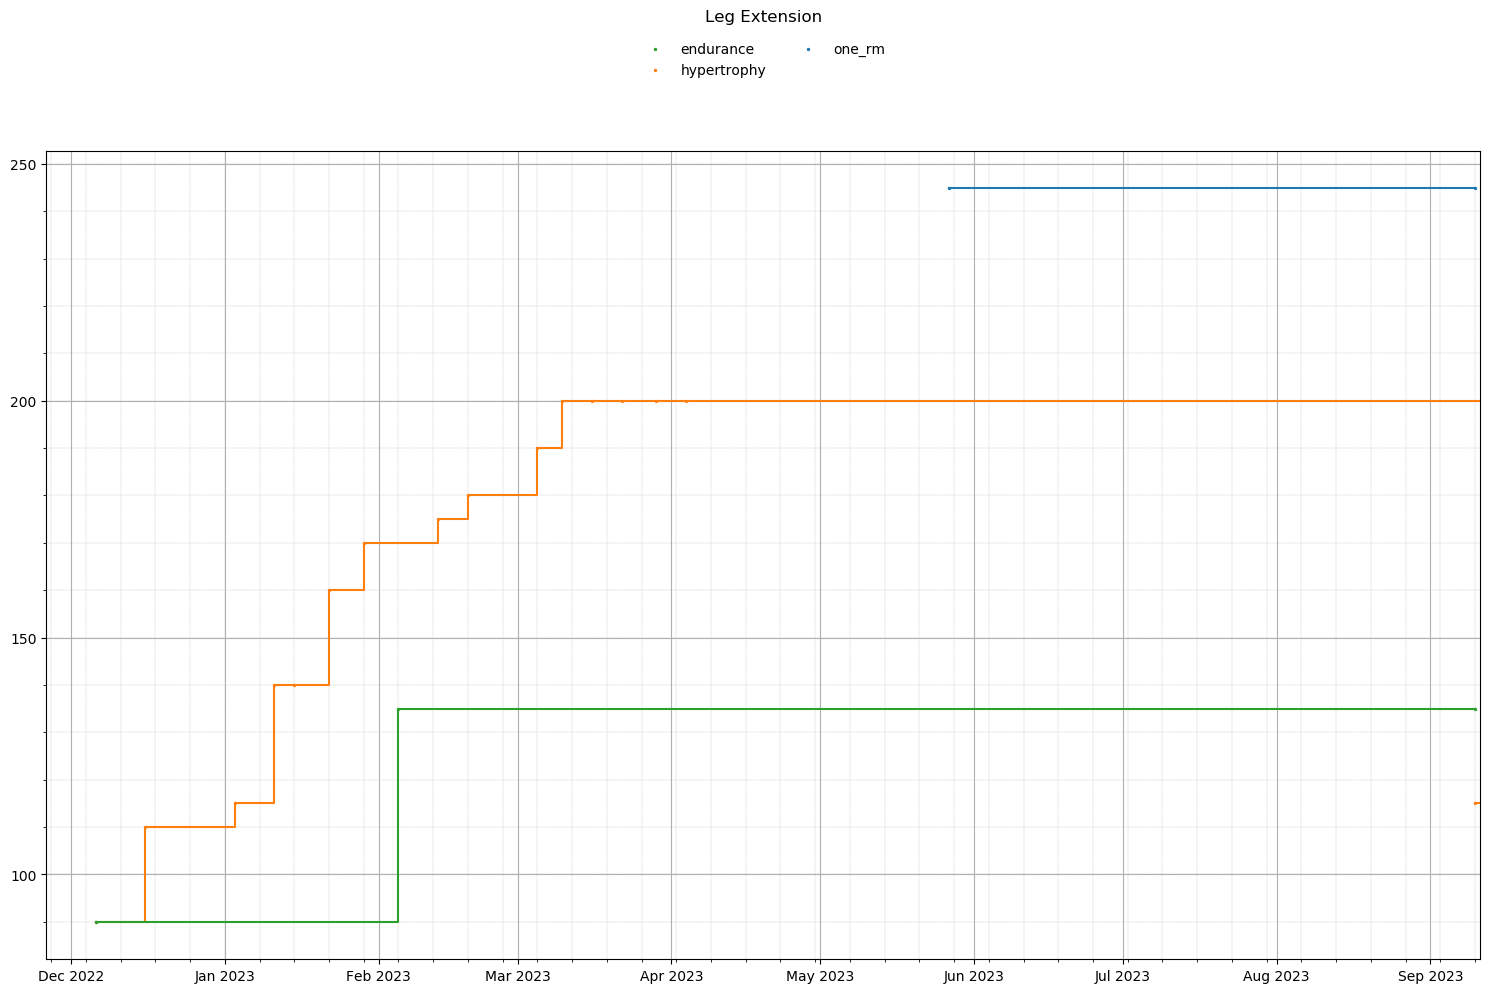 Leg Extension
endurance
hypertrophy
one_rm
250
200
150
100
Dec 2022
Jan 2023
Feb 2023
Mar 2023
Apr 2023
May 2023
Jun 2023
Jul 2023
Aug 2023
Sep 2023